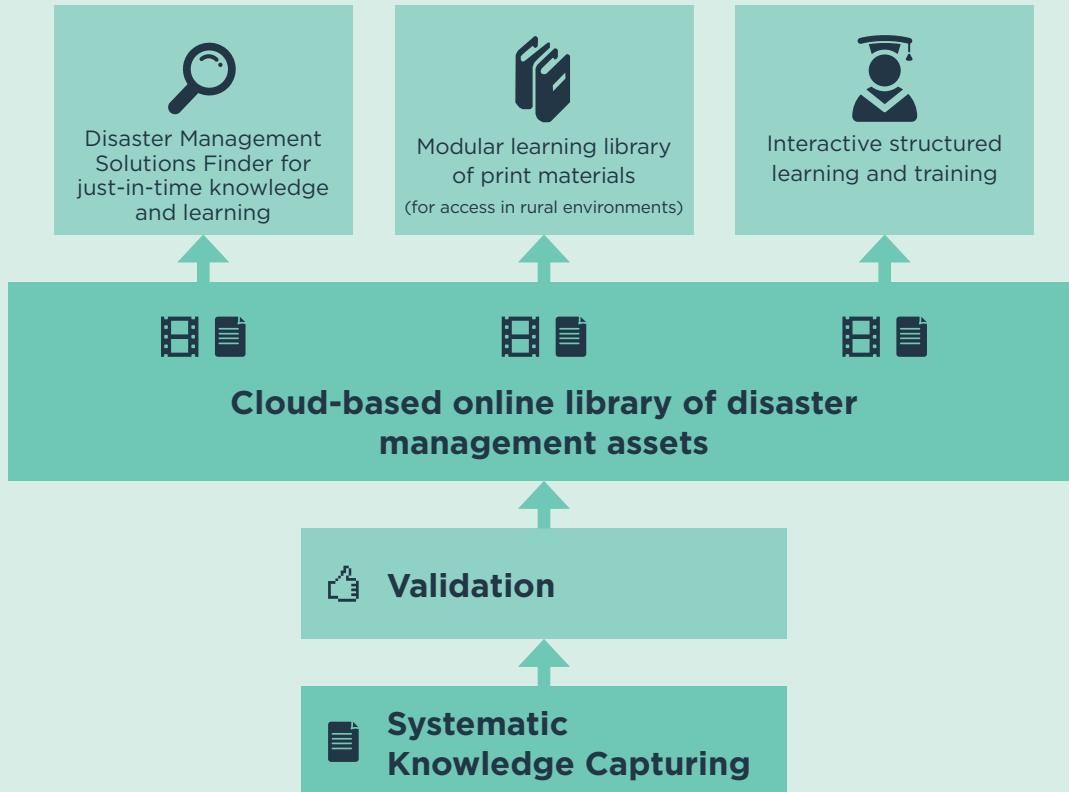 Disaster Management
Solutions Finder for
just-in-time knowledge
and learning
Modular learning library
of print materials
(for access in rural environments)
Interactive structured
learning and training
Cloud-based online library of disaster
management assets
Validation
Systematic
Knowledge Capturing